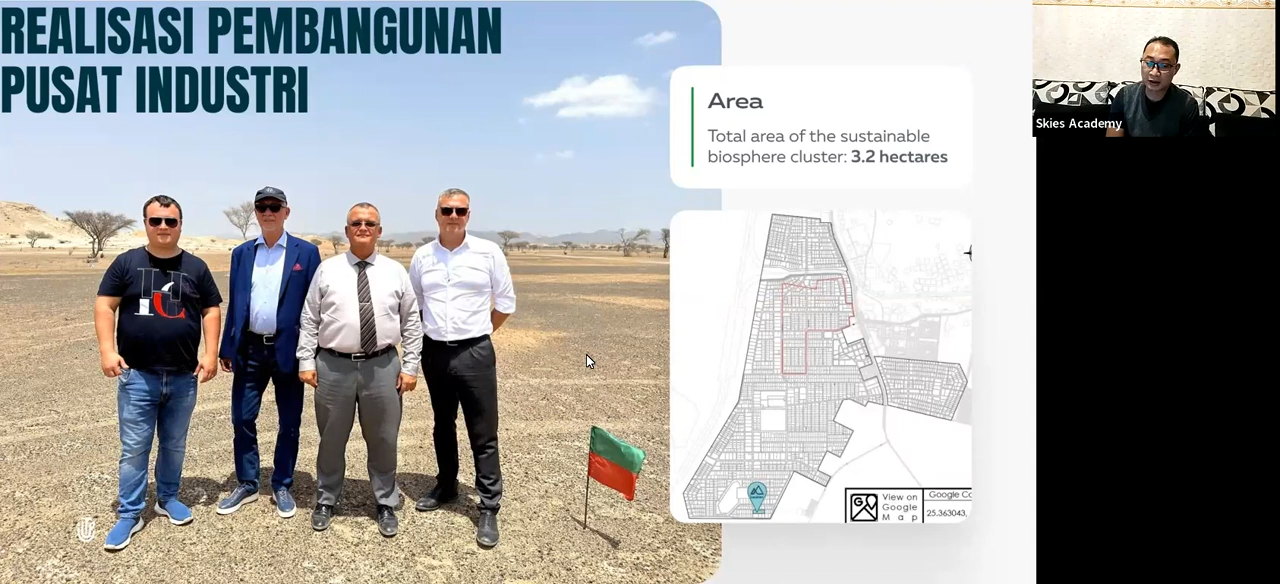 REALISASI PEMBANGUNAN
PUSAT INDUSTRI
Area
Total area of the sustainable
biosphere cluster: 3.2 hectares
View on
Google
Map
Google Co
25.363043,
Skies Academy